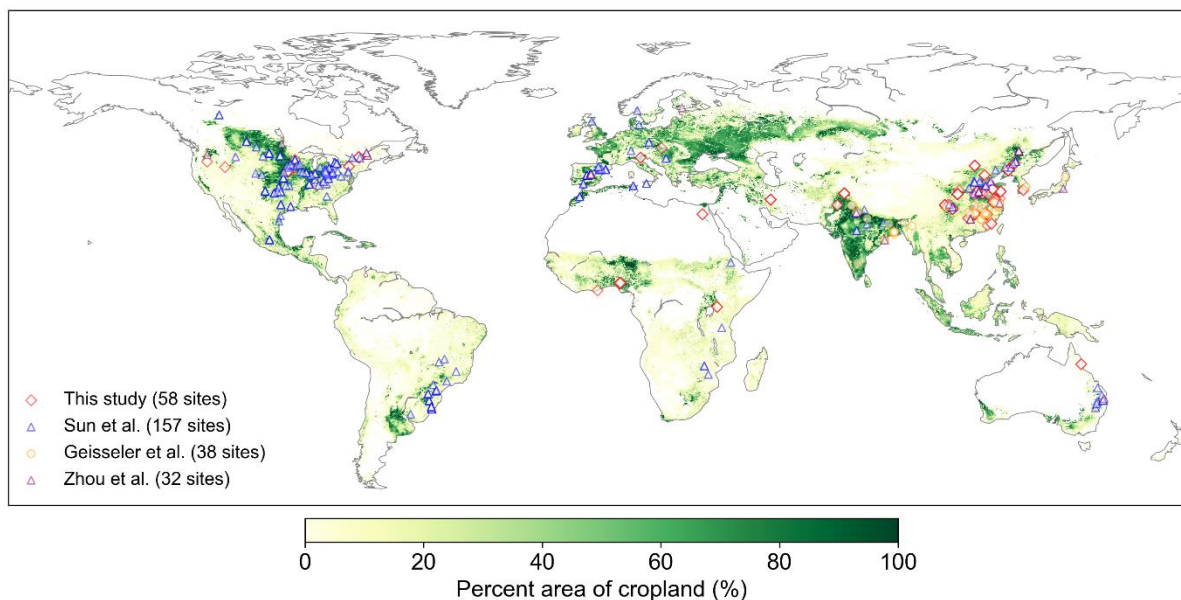 This study (58 sites)
Sun et al. (157 sites)
Geisseler et al. (38 sites)
Zhou et al. (32 sites)
0 20 40 60 80 100
Percent area of cropland (%)